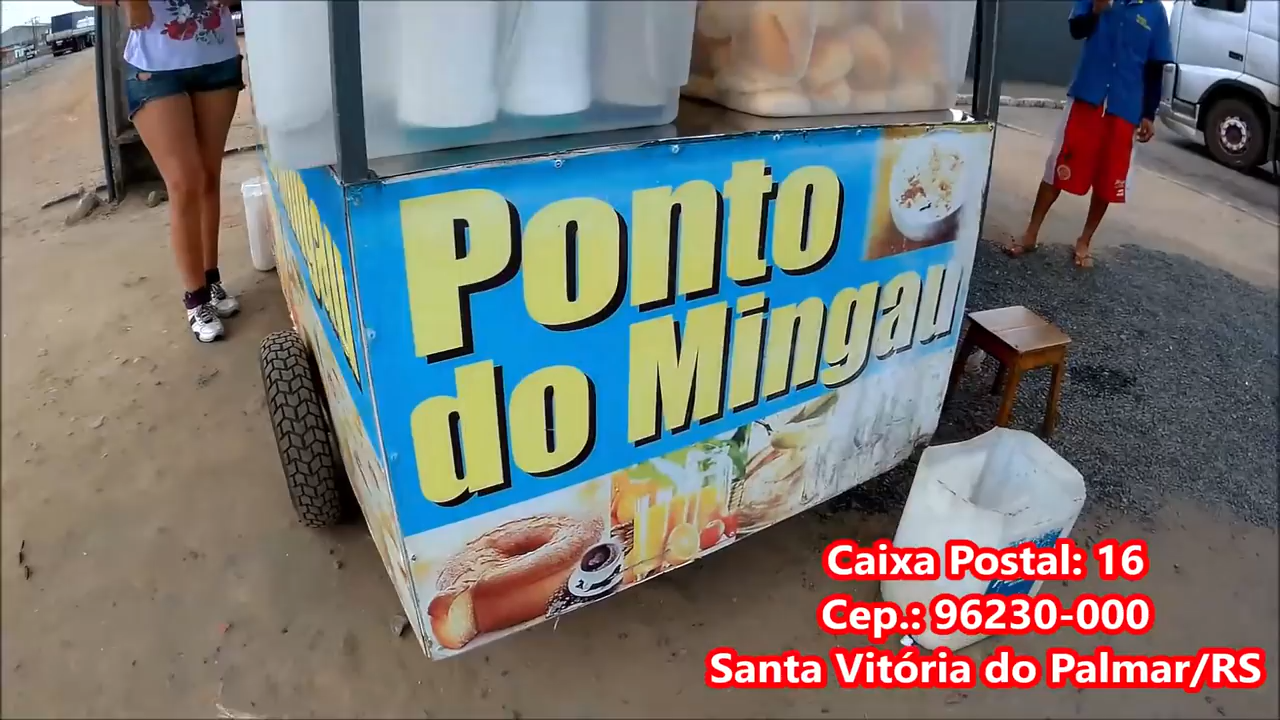 Ponto
do Mingau
Caixa Postal: 16
Cep.: 96230-000
Santa Vitória do Palmar/RS